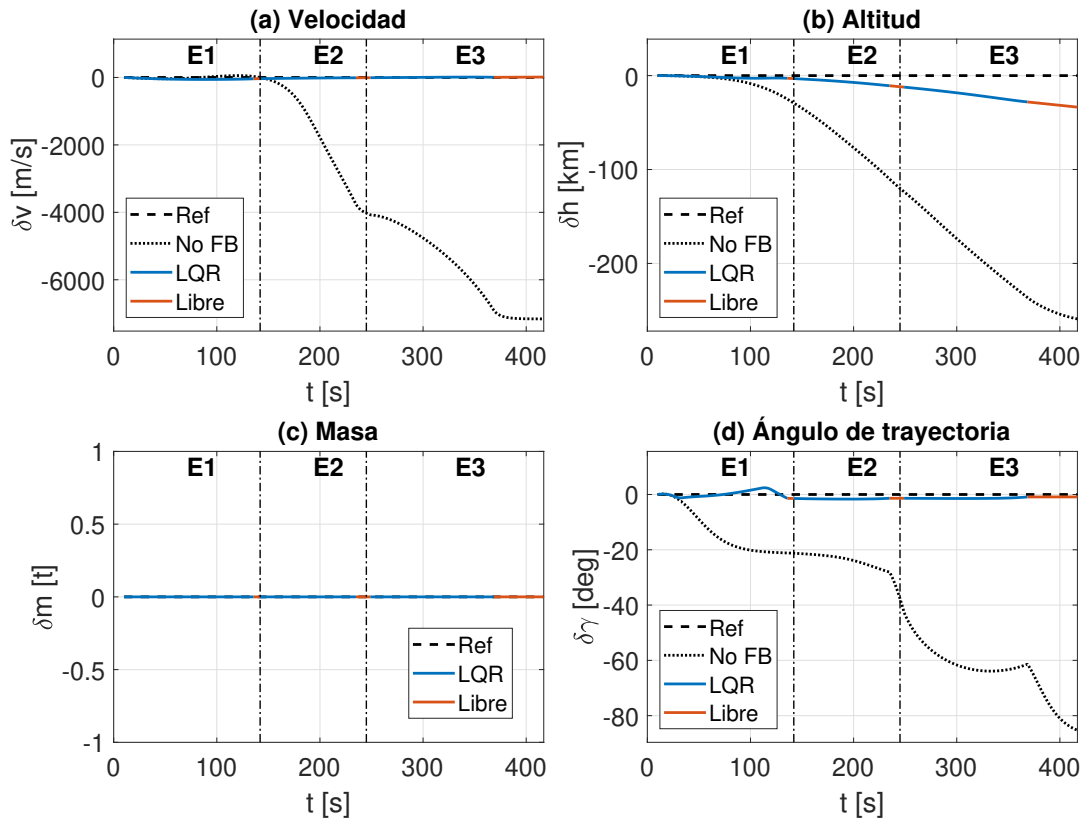 (a) Velocidad
E1 E2 E3
0
-2000
-4000
-6000
δv [m/s]
Ref
No FB
LQR
Libre
0 100 200 300 400
t [s]
(b) Altitud
E1 E2 E3
0
-100
-200
δh [km]
Ref
No FB
LQR
Libre
0 100 200 300 400
t [s]
(c) Masa
E1 E2 E3
1
0.5
0
-0.5
-1
δm [t]
Ref
LQR
Libre
0 100 200 300 400
t [s]
(d) Ángulo de trayectoria
E1 E2 E3
0
-20
-40
-60
-80
δγ [deg]
Ref
No FB
LQR
Libre
0 100 200 300 400
t [s]